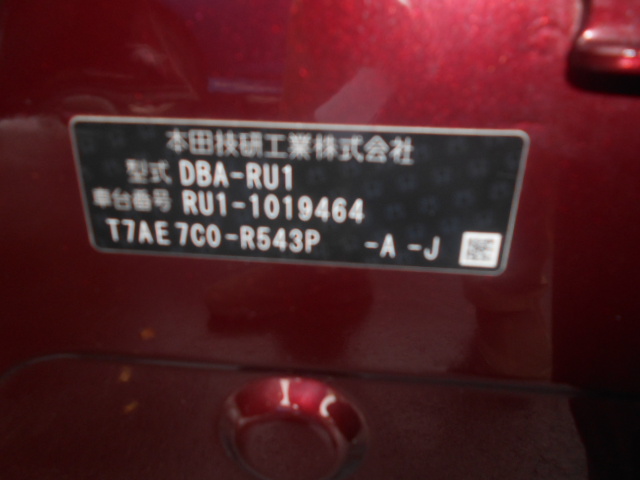 本田技研工業株式会社
型式 DBA-RU1
車台番号 RU1-1019464
T7AE7C0-R543P -A -J